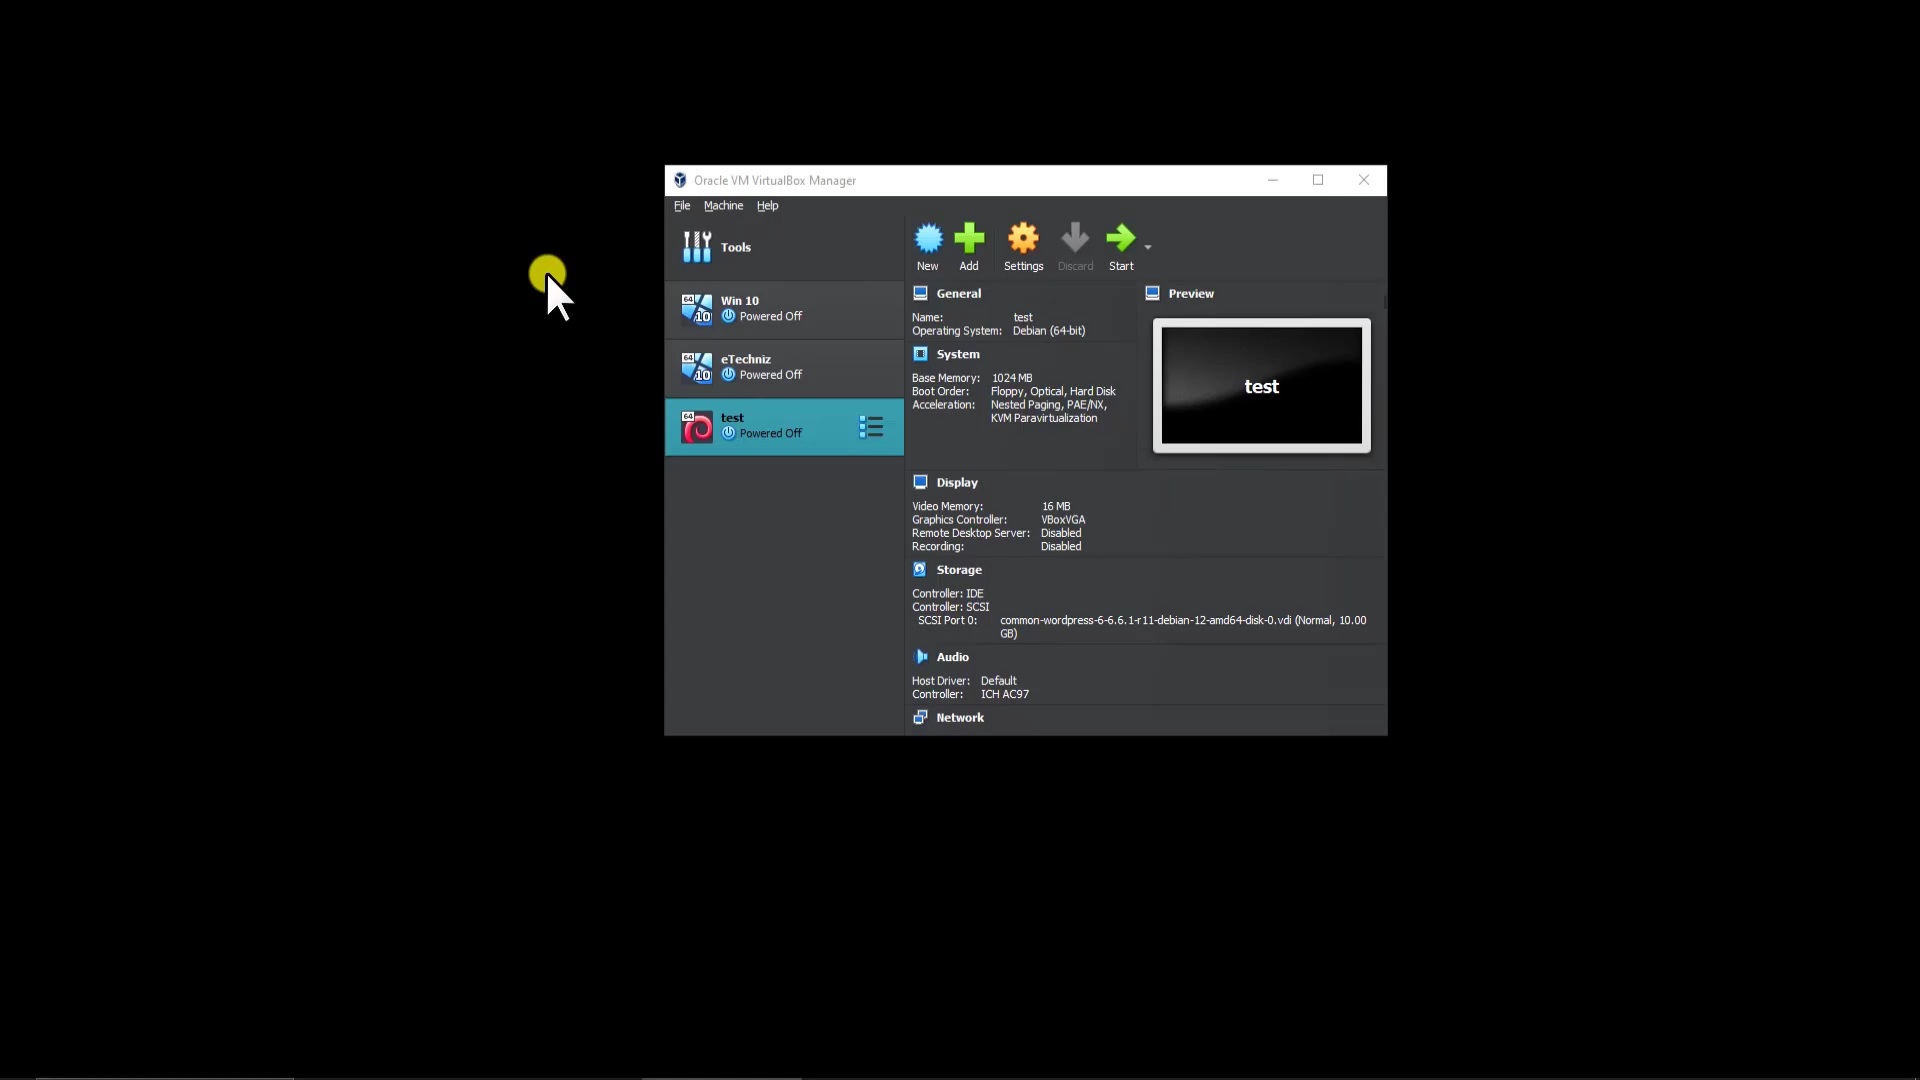 Oracle VM VirtualBox Manager
File Machine Help
Tools
New Add Settings Discard Start
64 10 Win 10
Powered Off
64 10 eTechniz
Powered Off
64 test
Powered Off
General
Name: test
Operating System: Debian (64-bit)
Preview
test
System
Base Memory: 1024 MB
Boot Order: Floppy, Optical, Hard Disk
Acceleration: Nested Paging, PAE/NX,
KVM Paravirtualization
Display
Video Memory: 16 MB
Graphics Controller: VBoxVGA
Remote Desktop Server: Disabled
Recording: Disabled
Storage
Controller: IDE
Controller: SCSI
SCSI Port 0: common-wordpress-6-6.6.1-r11-debian-12-amd64-disk-0.vdi (Normal, 10.00
GB)
Audio
Host Driver: Default
Controller: ICH AC97
Network